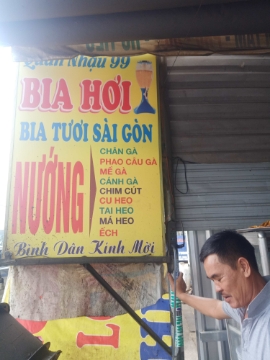 Quán Nhậu 99
BIA HƠI
BIA TƯƠI SÀI GÒN
NƯỚNG
CHÂN GÀ
PHAO CÂU GÀ
MỀ GÀ
CÁNH GÀ
CHIM CÚT
CU HEO
TAI HEO
MÁ HEO
ẾCH
Bình Dân Kính Mời